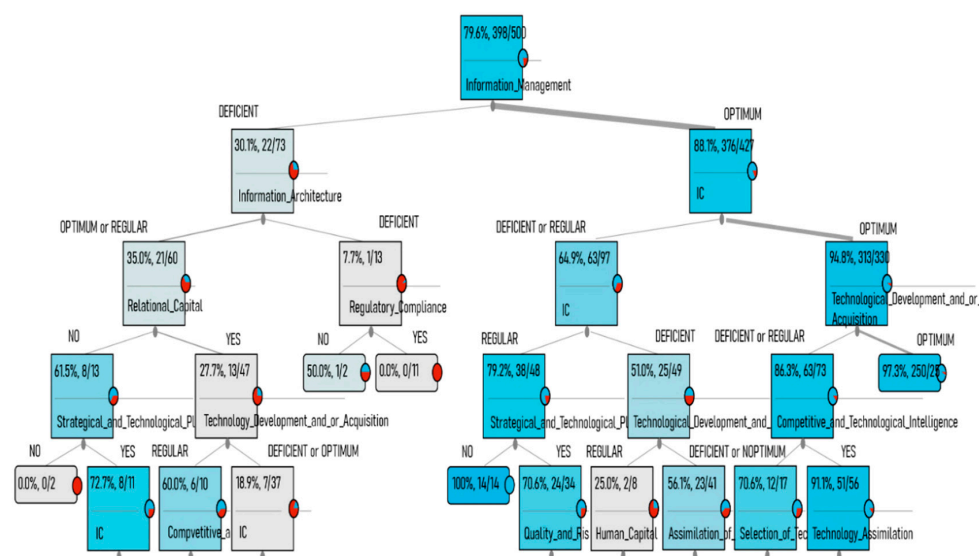 79.6%, 398/500
Information_Management
DEFICIENT
OPTIMUM
30.1%, 22/73
Information_Architecture
88.1%, 376/427
IC
OPTIMUM or REGULAR
DEFICIENT
DEFICIENT or REGULAR
OPTIMUM
35.0%, 21/60
Relational_Capital
7.7%, 1/13
Regulatory_Compliance
64.9%, 63/97
IC
94.8%, 313/330
Technological_Development_and_or_
Acquisition
NO
YES
NO
YES
REGULAR
DEFICIENT
DEFICIENT or REGULAR
OPTIMUM
61.5%, 8/13
Strategical_and_Technological_Pl
27.7%, 13/47
Technology_Development_and_or_Acquisition
50.0%, 1/2
0.0%, 0/11
79.2%, 38/48
Strategical_and_Technological_Pl
51.0%, 25/49
Technological_Development_and_
86.3%, 63/73
Competitive_and_Technological_Intelligence
97.3%, 250/25
NO
YES
REGULAR
DEFICIENT or OPTIMUM
NO
YES
REGULAR
DEFICIENT or NOPTIMUM
YES
0.0%, 0/2
72.7%, 8/11
IC
60.0%, 6/10
Compvetitive_a
18.9%, 7/37
IC
100%, 14/14
70.6%, 24/34
Quality_and_Ris
25.0%, 2/8
Human_Capital
56.1%, 23/41
Assimilation_of_
70.6%, 12/17
Selection_of_Tec
91.1%, 51/56
Technology_Assimilation